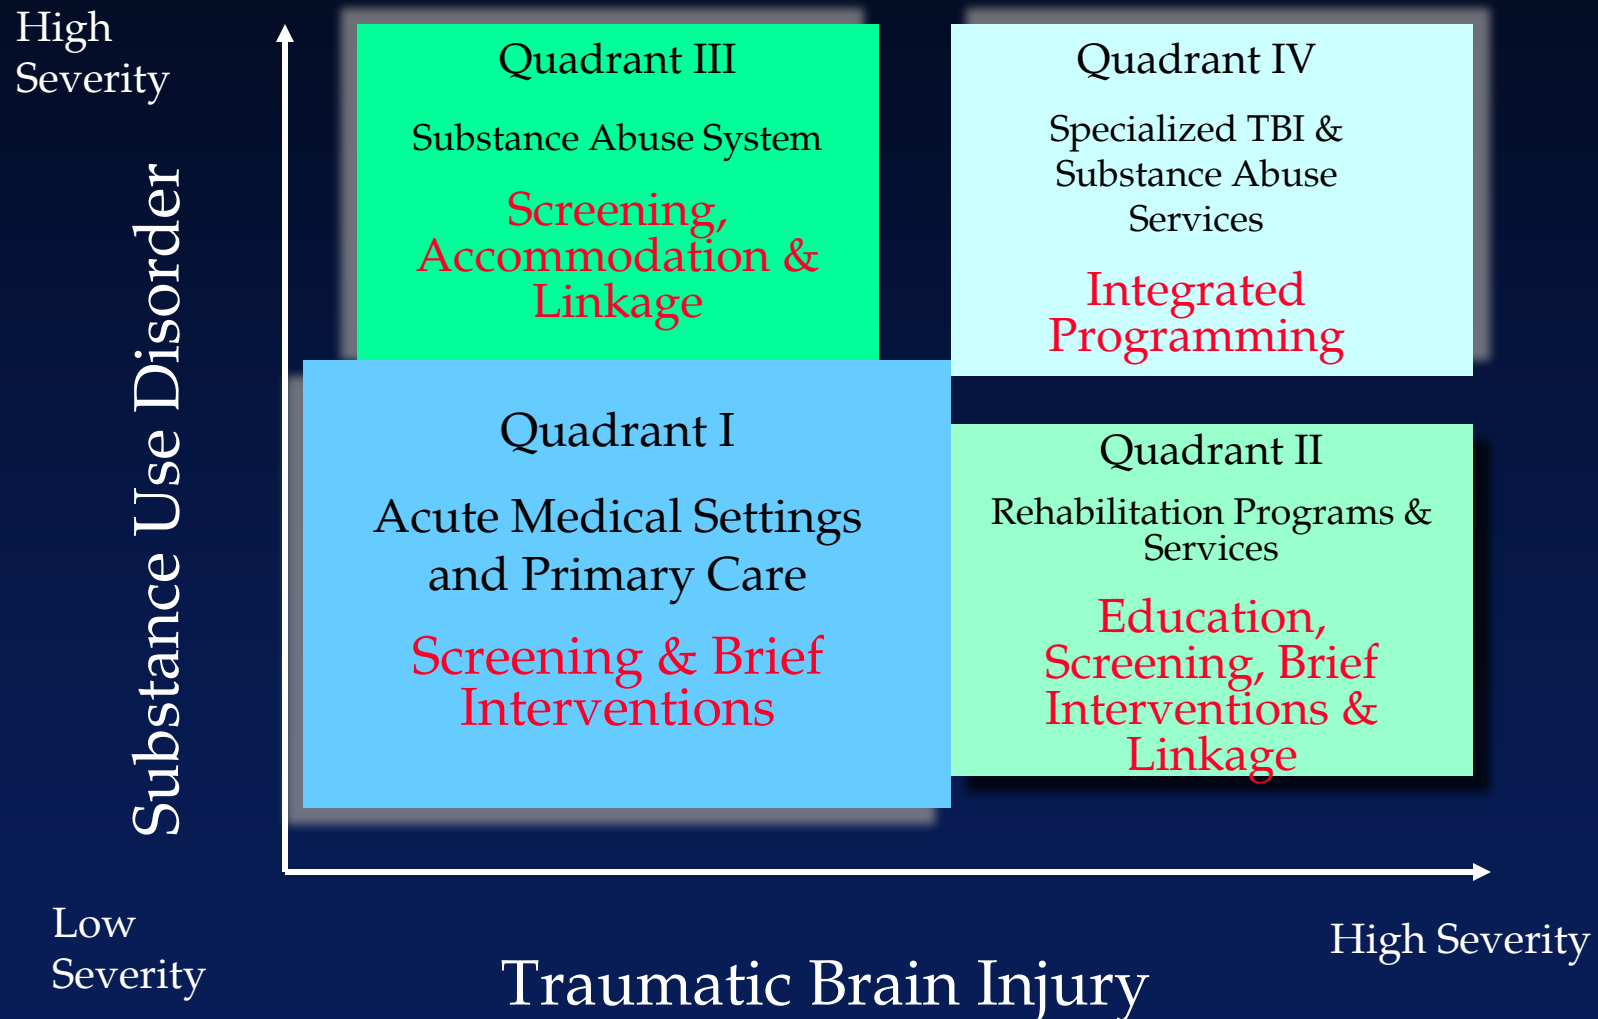 High
Severity
Substance Use Disorder
Quadrant III
Substance Abuse System
Screening,
Accommodation &
Linkage
Quadrant IV
Specialized TBI &
Substance Abuse
Services
Integrated
Programming
Quadrant I
Acute Medical Settings
and Primary Care
Screening & Brief
Interventions
Quadrant II
Rehabilitation Programs &
Services
Education,
Screening, Brief
Interventions &
Linkage
Low
Severity
Traumatic Brain Injury
High Severity